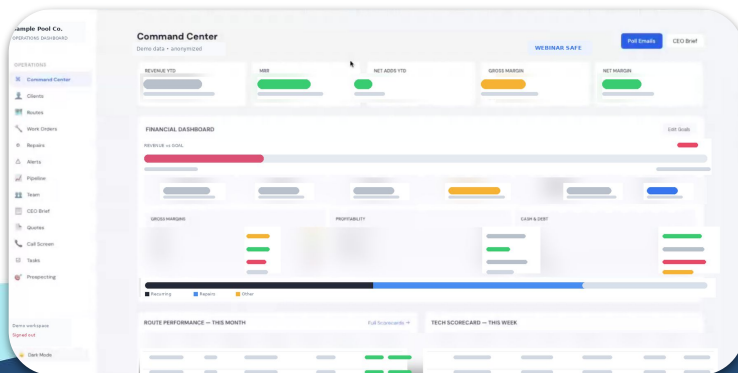 Sample Pool Co.
OPERATIONS DASHBOARD
OPERATIONS
Command Center
Clients
Routes
Work Orders
Repairs
Alerts
Pipeline
Team
CEO Brief
Quotes
Call Screen
Tasks
Prospecting
Demo workspace
Signed out
Dark Mode
Command Center
Demo data • anonymized
WEBINAR SAFE
Poll Emails
CEO Brief
REVENUE YTD
MRR
NET ADDS YTD
GROSS MARGIN
NET MARGIN
FINANCIAL DASHBOARD
Edit Goals
REVENUE vs GOAL
GROSS MARGINS
PROFITABILITY
CASH & DEBT
Recurring
Repairs
Other
ROUTE PERFORMANCE — THIS MONTH
Full Scorecards →
TECH SCORECARD — THIS WEEK